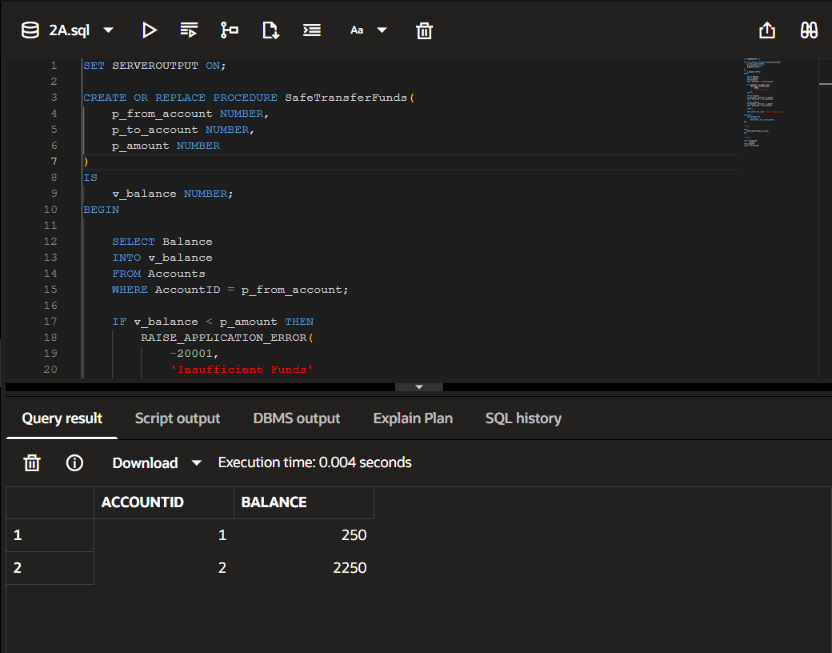 2A.sql
Aa
1 SET SERVEROUTPUT ON;
2
3 CREATE OR REPLACE PROCEDURE SafeTransferFunds(
4     p_from_account NUMBER,
5     p_to_account NUMBER,
6     p_amount NUMBER
7 )
8 IS
9     v_balance NUMBER;
10 BEGIN
11
12     SELECT Balance
13     INTO v_balance
14     FROM Accounts
15     WHERE AccountID = p_from_account;
16
17     IF v_balance < p_amount THEN
18         RAISE_APPLICATION_ERROR(
19             -20001,
20             'Insufficient Funds'
Query result Script output DBMS output Explain Plan SQL history
Download Execution time: 0.004 seconds
ACCOUNTID BALANCE
1 1 250
2 2 2250